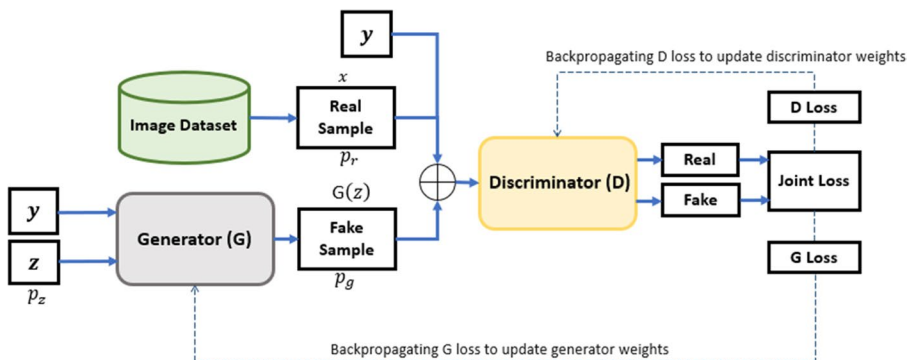 y
Backpropagating D loss to update discriminator weights
x
D Loss
Image Dataset
Real
Sample
p_r
Real
Discriminator (D)
Joint Loss
Fake
G(z)
y
Generator (G)
Fake
Sample
z
G Loss
p_z
p_g
Backpropagating G loss to update generator weights